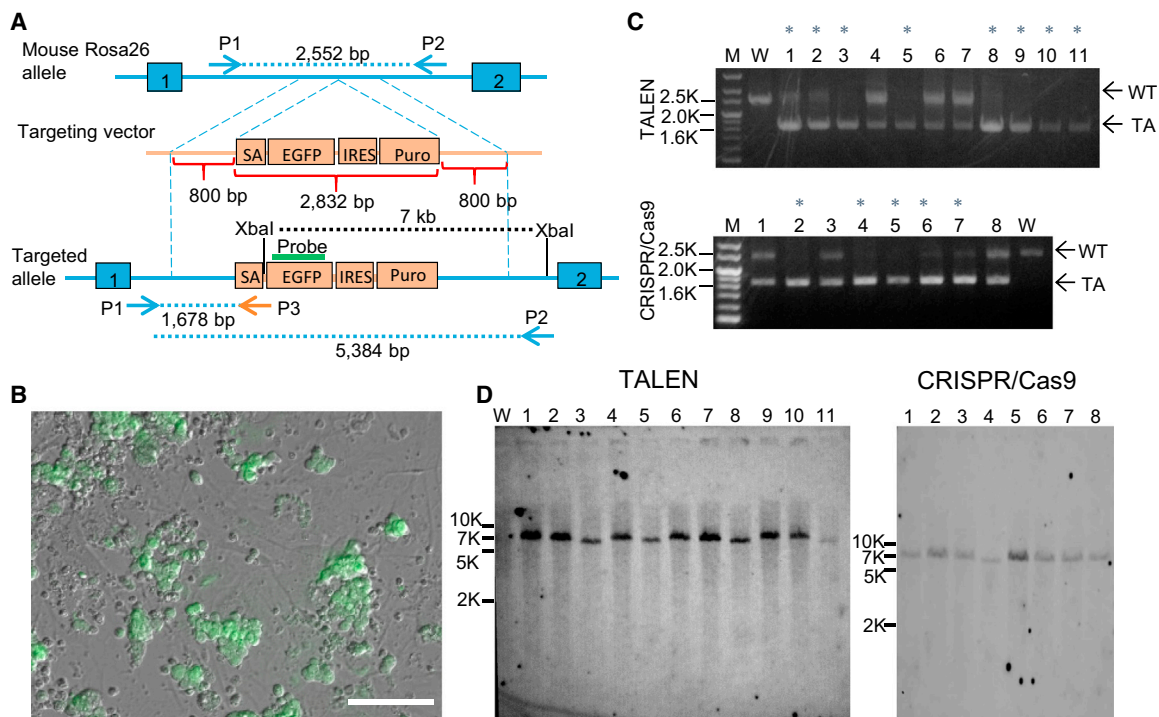 A
Mouse Rosa26
allele
P1
2,552 bp
P2
1
2
Targeting vector
SA
EGFP
IRES
Puro
800 bp
2,832 bp
800 bp
XbaI
7 kb
XbaI
Probe
Targeted
allele
1
SA
EGFP
IRES
Puro
2
P1
1,678 bp
P3
P2
5,384 bp
B
C
* * * * * * * *
M W 1 2 3 4 5 6 7 8 9 10 11
TALEN
2.5K
2.0K
1.6K
WT
TA
* * * * *
M 1 2 3 4 5 6 7 8 W
CRISPR/Cas9
2.5K
2.0K
1.6K
WT
TA
D
TALEN
W 1 2 3 4 5 6 7 8 9 10 11
10K
7K
5K
2K
CRISPR/Cas9
1 2 3 4 5 6 7 8
10K
7K
5K
2K